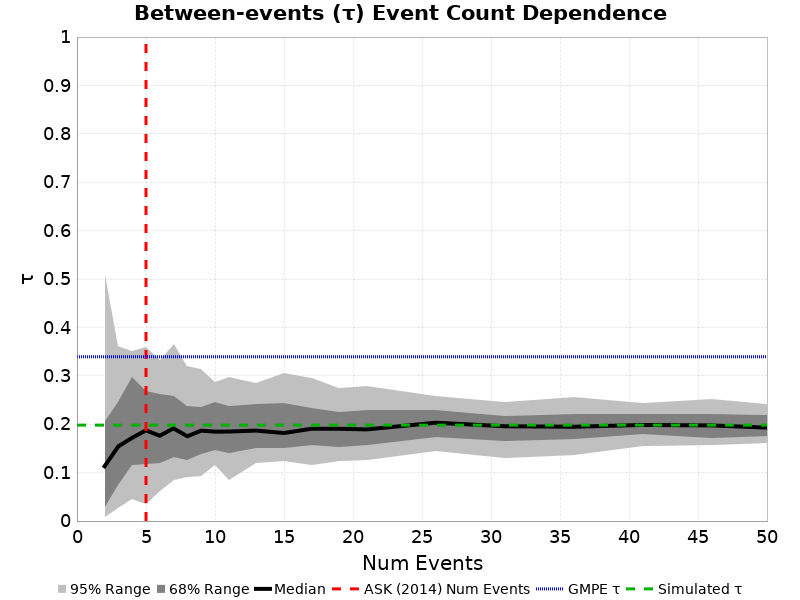 Between-events (τ) Event Count Dependence
1
0.9
0.8
0.7
0.6
0.5
0.4
0.3
0.2
0.1
0
τ
0 5 10 15 20 25 30 35 40 45 50
Num Events
95% Range 68% Range Median ASK (2014) Num Events GMPE τ Simulated τ